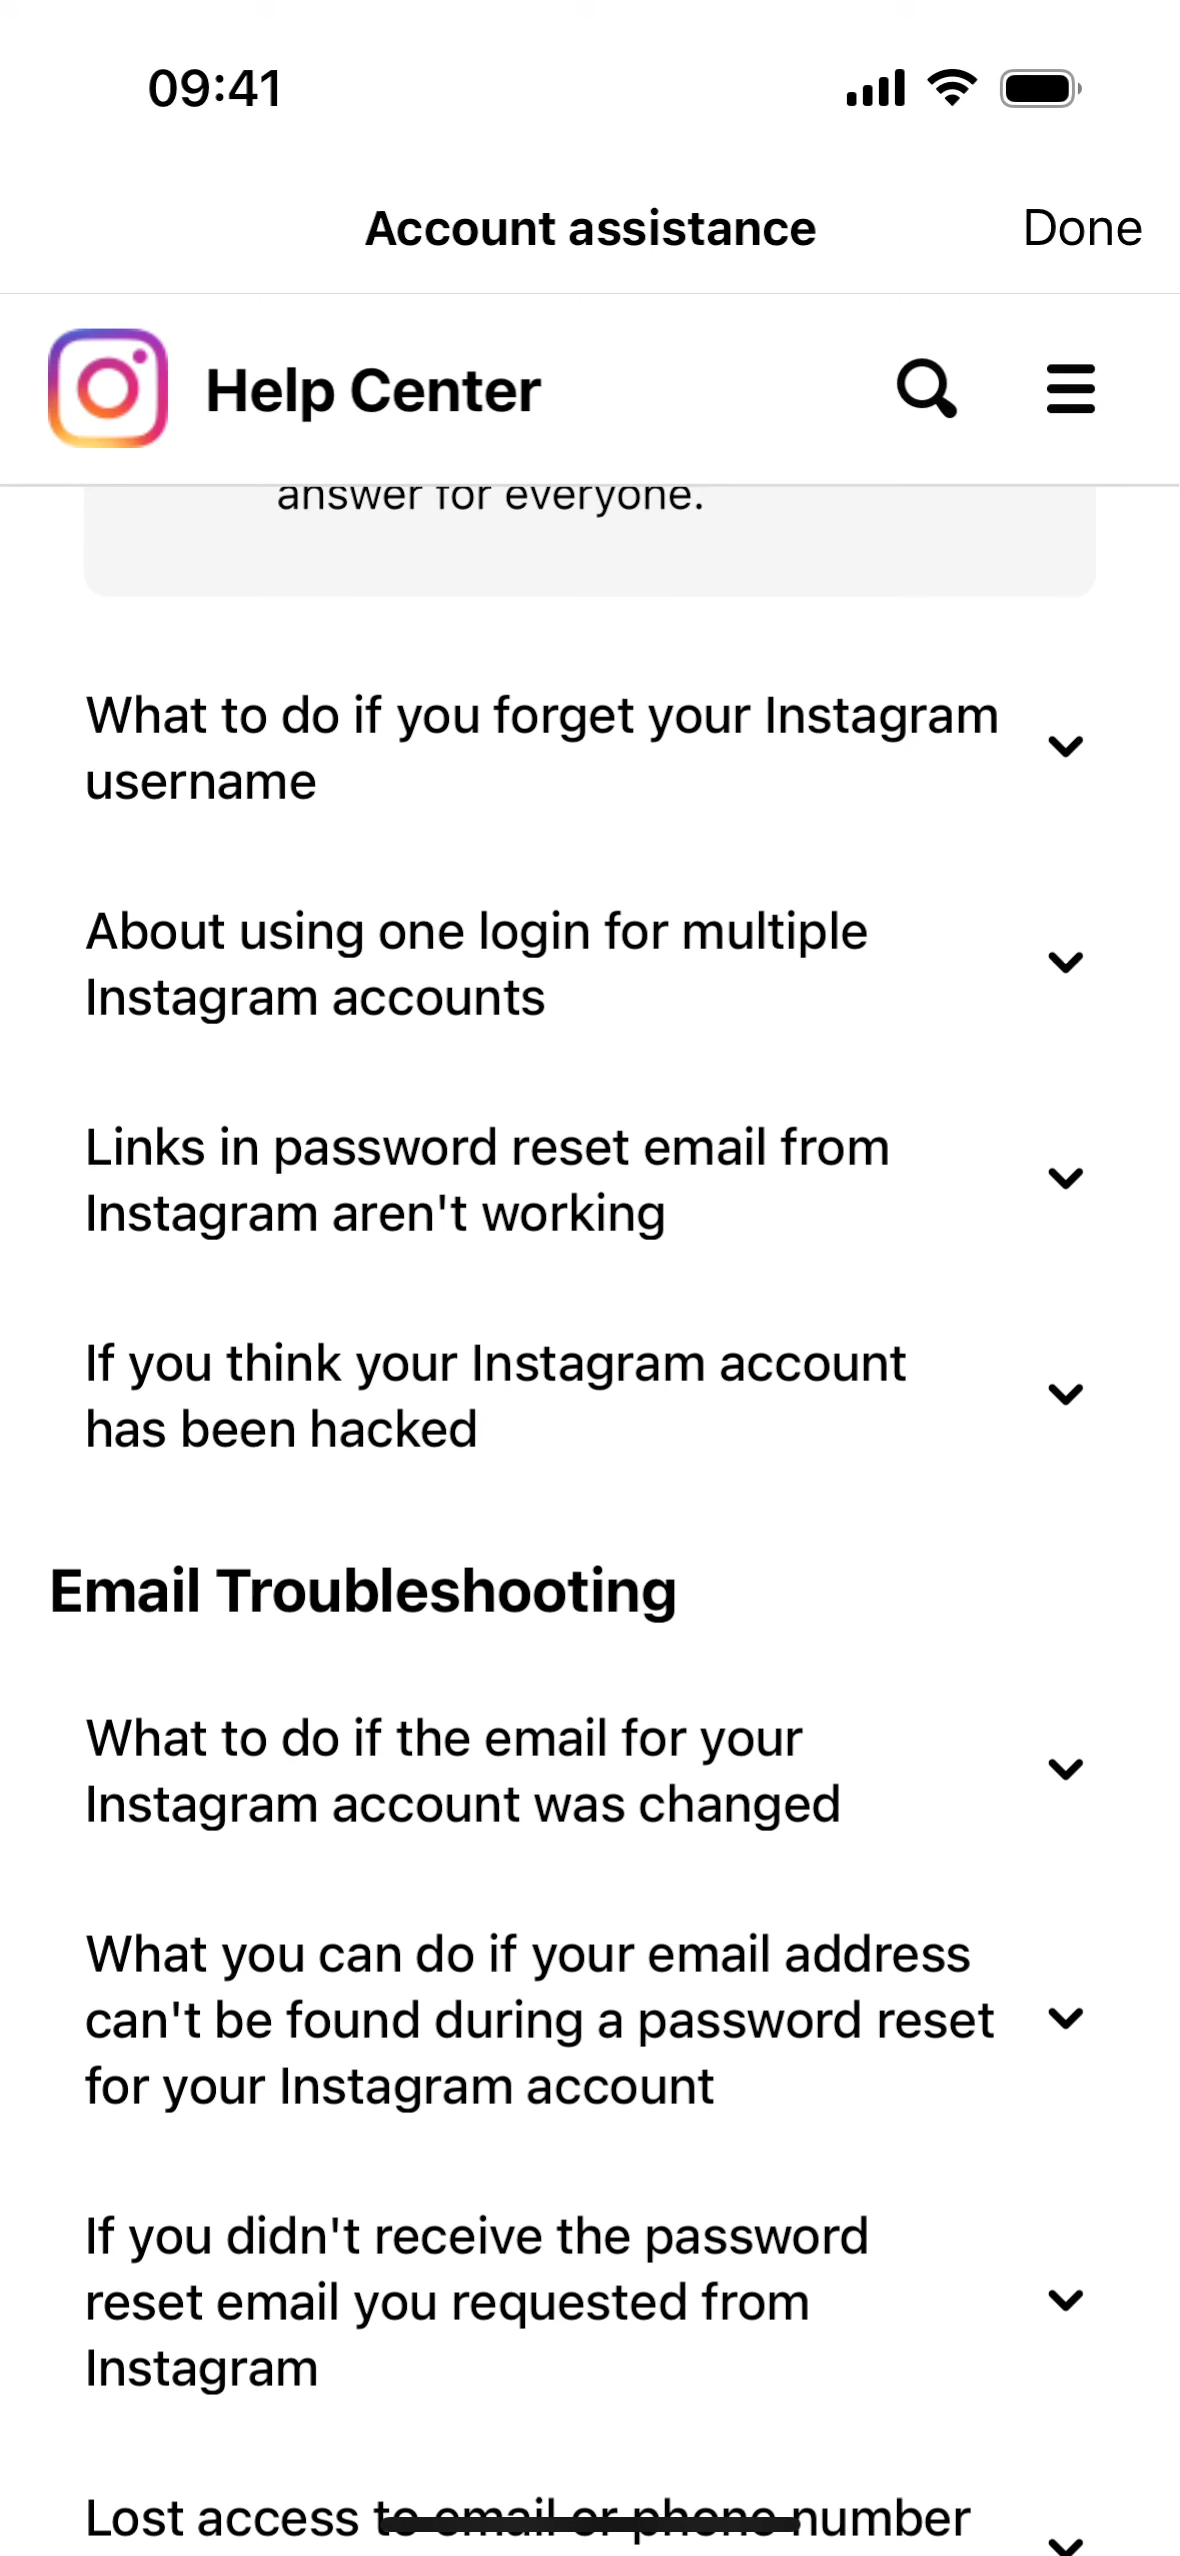 09:41
Account assistance
Done
Help Center
answer for everyone.
What to do if you forget your Instagram
username
About using one login for multiple
Instagram accounts
Links in password reset email from
Instagram aren't working
If you think your Instagram account
has been hacked
Email Troubleshooting
What to do if the email for your
Instagram account was changed
What you can do if your email address
can't be found during a password reset
for your Instagram account
If you didn't receive the password
reset email you requested from
Instagram
Lost access to email or phone number